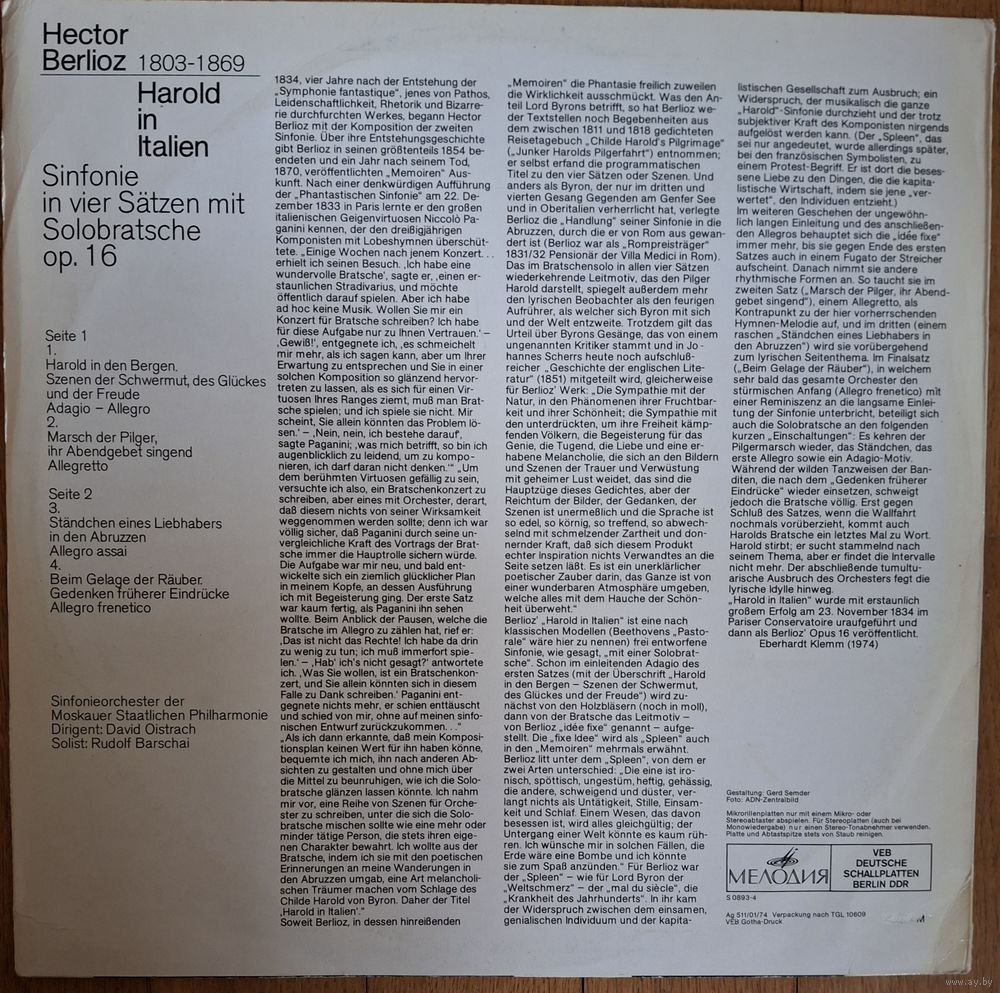 Hector
Berlioz 1803-1869
Harold
in
Italien
Sinfonie
in vier Sätzen mit
Solobratsche
op. 16
Seite 1
1.
Harold in den Bergen.
Szenen der Schwermut, des Glückes
und der Freude
Adagio – Allegro
2.
Marsch der Pilger,
ihr Abendgebet singend
Allegretto
Seite 2
3.
Ständchen eines Liebhabers
in den Abruzzen
Allegro assai
4.
Beim Gelage der Räuber.
Gedenken früherer Eindrücke
Allegro frenetico
Sinfonieorchester der
Moskauer Staatlichen Philharmonie
Dirigent: David Oistrach
Solist: Rudolf Barschai
1834, vier Jahre nach der Entstehung der
„Symphonie fantastique“, jenes von Pathos,
Leidenschaftlichkeit, Rhetorik und Bizarre-
rie durchfurchten Werkes, begann Hector
Berlioz mit der Komposition der zweiten
Sinfonie. Über ihre Entstehungsgeschichte
gibt Berlioz in seinen größtenteils 1854 be-
endeten und ein Jahr nach seinem Tod,
1870, veröffentlichten „Memoiren“ Aus-
kunft. Nach einer denkwürdigen Aufführung
der „Phantastischen Sinfonie“ am 22. De-
zember 1833 in Paris lernte er den großen
italienischen Geigenvirtuosen Niccolò Pa-
ganini kennen, der den dreißigjährigen
Komponisten mit Lobeshymnen überschüt-
tete. „Einige Wochen nach jenem Konzert. . .
erhielt ich seinen Besuch. ‚Ich habe eine
wundervolle Bratsche‘, sagte er, ‚einen er-
staunlichen Stradivarius, und möchte
öffentlich darauf spielen. Aber ich habe
ad hoc keine Musik. Wollen Sie mir ein
Konzert für Bratsche schreiben? Ich habe
für diese Aufgabe nur zu Ihnen Vertrauen.‘ –
‚Gewiß!‘, entgegnete ich, ‚es schmeichelt
mir mehr, als ich sagen kann, aber um Ihrer
Erwartung zu entsprechen und Sie in einer
solchen Komposition so glänzend hervor-
treten zu lassen, als es sich für einen Vir-
tuosen Ihres Ranges ziemt, muß man Brat-
sche spielen; und ich spiele sie nicht. Mir
scheint, Sie allein könnten das Problem lö-
sen.‘ – ‚Nein, nein, ich bestehe darauf‘,
sagte Paganini; ‚was mich betrifft, so bin ich
augenblicklich zu leidend, um zu kompo-
nieren, ich darf daran nicht denken.‘“ „Um
dem berühmten Virtuosen gefällig zu sein,
versuchte ich also, ein Bratschenkonzert zu
schreiben, aber eines mit Orchester, derart,
daß diesem nichts von seiner Wirksamkeit
weggenommen werden sollte; denn ich war
völlig sicher, daß Paganini durch seine un-
vergleichliche Kraft des Vortrags der Brat-
sche immer die Hauptrolle sichern würde.
Die Aufgabe war mir neu, und bald ent-
wickelte sich ein ziemlich glücklicher Plan
in meinem Kopfe, an dessen Ausführung
ich mit Begeisterung ging. Der erste Satz
war kaum fertig, als Paganini ihn sehen
wollte. Beim Anblick der Pausen, welche die
Bratsche im Allegro zu zählen hat, rief er:
‚Das ist nicht das Rechte! Ich habe da drin
zu wenig zu tun; ich muß immerfort spie-
len.‘ – ‚Hab’ ich’s nicht gesagt?‘ antwortete
ich. ‚Was Sie wollen, ist ein Bratschenkon-
zert, und Sie allein könnten sich in diesem
Falle zu Dank schreiben.‘ Paganini ent-
gegnete nichts mehr, er schien enttäuscht
und schied von mir, ohne auf meinen sinfo-
nischen Entwurf zurückzukommen. . .“
„Als ich dann erkannte, daß mein Komposi-
tionsplan keinen Wert für ihn haben könne,
bequemte ich mich, ihn nach anderen Ab-
sichten zu gestalten und ohne mich über
die Mittel zu beunruhigen, wie ich die Solo-
bratsche glänzen lassen könnte. Ich nahm
mir vor, eine Reihe von Szenen für Orche-
ster zu schreiben, unter die sich die Solo-
bratsche mischen sollte wie eine mehr oder
minder tätige Person, die stets ihren eige-
nen Charakter bewahrt. Ich wollte aus der
Bratsche, indem ich sie mit den poetischen
Erinnerungen an meine Wanderungen in
den Abruzzen umgab, eine Art melancholi-
schen Träumer machen vom Schlage des
Childe Harold von Byron. Daher der Titel
‚Harold in Italien‘.“
Soweit Berlioz, in dessen hinreißenden
„Memoiren“ die Phantasie freilich zuweilen
die Wirklichkeit ausschmückt. Was den An-
teil Lord Byrons betrifft, so hat Berlioz we-
der Textstellen noch Begebenheiten aus
dem zwischen 1811 und 1818 gedichteten
Reisetagebuch „Childe Harold’s Pilgrimage“
(„Junker Harolds Pilgerfahrt“) entnommen;
er selbst erfand die programmatischen
Titel zu den vier Sätzen oder Szenen. Und
anders als Byron, der nur im dritten und
vierten Gesang Gegenden am Genfer See
und in Oberitalien verherrlicht hat, verlegte
Berlioz die „Handlung“ seiner Sinfonie in die
Abruzzen, durch die er von Rom aus gewan-
dert ist (Berlioz war als „Rompreisträger“
1831/32 Pensionär der Villa Medici in Rom).
Das im Bratschensolo in allen vier Sätzen
wiederkehrende Leitmotiv, das den Pilger
Harold darstellt, spiegelt außerdem mehr
den lyrischen Beobachter als den feurigen
Aufrührer, als welcher sich Byron mit sich
und der Welt entzweite. Trotzdem gilt das
Urteil über Byrons Gesänge, das von einem
ungenannten Kritiker stammt und in Jo-
hannes Scherrs heute noch aufschluß-
reicher „Geschichte der englischen Lite-
ratur“ (1851) mitgeteilt wird, gleicherweise
für Berlioz’ Werk: „Die Sympathie mit der
Natur, in den Phänomenen ihrer Fruchtbar-
keit und ihrer Schönheit; die Sympathie mit
den unterdrückten, um ihre Freiheit kämp-
fenden Völkern, die Begeisterung für das
Genie, die Tugend, die Liebe und eine er-
habene Melancholie, die sich an den Bildern
und Szenen der Trauer und Verwüstung
mit geheimer Lust weidet, das sind die
Hauptzüge dieses Gedichtes, aber der
Reichtum der Bilder, der Gedanken, der
Szenen ist unermeßlich und die Sprache ist
so edel, so körnig, so treffend, so abwech-
selnd mit schmelzender Zartheit und don-
nernder Kraft, daß sich diesem Produkt
echter Inspiration nichts Verwandtes an die
Seite setzen läßt. Es ist ein unerklärlicher
poetischer Zauber darin, das Ganze ist von
einer wunderbaren Atmosphäre umgeben,
welche alles mit dem Hauche der Schön-
heit überweht.“
Berlioz’ „Harold in Italien“ ist eine nach
klassischen Modellen (Beethovens „Pasto-
rale“ wäre hier zu nennen) frei entworfene
Sinfonie, wie gesagt, „mit einer Solobrat-
sche“. Schon im einleitenden Adagio des
ersten Satzes (mit der Überschrift „Harold
in den Bergen – Szenen der Schwermut,
des Glückes und der Freude“) wird zu-
nächst von den Holzbläsern (noch in moll),
dann von der Bratsche das Leitmotiv –
von Berlioz „idée fixe“ genannt – aufge-
stellt. Die „fixe Idee“ wird als „Spleen“ auch
in den „Memoiren“ mehrmals erwähnt.
Berlioz litt unter dem „Spleen“, von dem er
zwei Arten unterschied: „Die eine ist iro-
nisch, spöttisch, ungestüm, heftig, gehässig,
die andere, schweigend und düster, ver-
langt nichts als Untätigkeit, Stille, Einsam-
keit und Schlaf. Einem Wesen, das davon
besessen ist, wird alles gleichgültig; der
Untergang einer Welt könnte es kaum rüh-
ren. Ich wünsche mir in solchen Fällen, die
Erde wäre eine Bombe und ich könnte
sie zum Spaß anzünden.“ Für Berlioz war
der „Spleen“ – wie für Lord Byron der
„Weltschmerz“ – der „mal du siècle“, die
„Krankheit des Jahrhunderts“. In ihr kam
der Widerspruch zwischen dem einsamen,
genialischen Individuum und der kapita-
listischen Gesellschaft zum Ausbruch; ein
Widerspruch, der musikalisch die ganze
„Harold“-Sinfonie durchzieht und der trotz
subjektiver Kraft des Komponisten nirgends
aufgelöst werden kann. (Der „Spleen“, das
sei nur angedeutet, wurde allerdings später,
bei den französischen Symbolisten, zu
einem Protest-Begriff. Er ist dort die beses-
sene Liebe zu den Dingen, die die kapita-
listische Wirtschaft, indem sie jene „ver-
wertet“, den Individuen entzieht.)
Im weiteren Geschehen der ungewöhn-
lich langen Einleitung und des anschließen-
den Allegros behauptet sich die „idée fixe“
immer mehr, bis sie gegen Ende des ersten
Satzes auch in einem Fugato der Streicher
aufscheint. Danach nimmt sie andere
rhythmische Formen an. So taucht sie im
zweiten Satz („Marsch der Pilger, ihr Abend-
gebet singend“), einem Allegretto, als
Kontrapunkt zu der hier vorherrschenden
Hymnen-Melodie auf, und im dritten (einem
raschen „Ständchen eines Liebhabers in
den Abruzzen“) wird sie vorübergehend
zum lyrischen Seitenthema. Im Finalsatz
(„Beim Gelage der Räuber“), in welchem
sehr bald das gesamte Orchester den
stürmischen Anfang (Allegro frenetico) mit
einer Reminiszenz an die langsame Einlei-
tung der Sinfonie unterbricht, beteiligt sich
auch die Solobratsche an den folgenden
kurzen „Einschaltungen“: Es kehren der
Pilgermarsch wieder, das Ständchen, das
erste Allegro sowie ein Adagio-Motiv.
Während der wilden Tanzweisen der Ban-
diten, die nach dem „Gedenken früherer
Eindrücke“ wieder einsetzen, schweigt
jedoch die Bratsche völlig. Erst gegen
Schluß des Satzes, wenn die Wallfahrt
nochmals vorüberzieht, kommt auch
Harolds Bratsche ein letztes Mal zu Wort.
Harold stirbt; er sucht stammelnd nach
seinem Thema, aber er findet die Intervalle
nicht mehr. Der abschließende tumultu-
arische Ausbruch des Orchesters fegt die
lyrische Idylle hinweg.
„Harold in Italien“ wurde mit erstaunlich
großem Erfolg am 23. November 1834 im
Pariser Conservatoire uraufgeführt und
dann als Berlioz’ Opus 16 veröffentlicht.
Eberhardt Klemm (1974)
Gestaltung: Gerd Semder
Foto: ADN-Zentralbild
Mikrorillenplatten nur mit einem Mikro- oder
Stereoabtaster abspielen. Für Stereoplatten (auch bei
Monowiedergabe) nur einen Stereo-Tonabnehmer verwenden.
Platte und Abtastspitze stets von Staub reinigen.
МЕЛОДИЯ
VEB
DEUTSCHE
SCHALLPLATTEN
BERLIN DDR
S 0893-4
Ag 511/01/74 Verpackung nach TGL 10609
VEB Gotha-Druck
www.ay.by